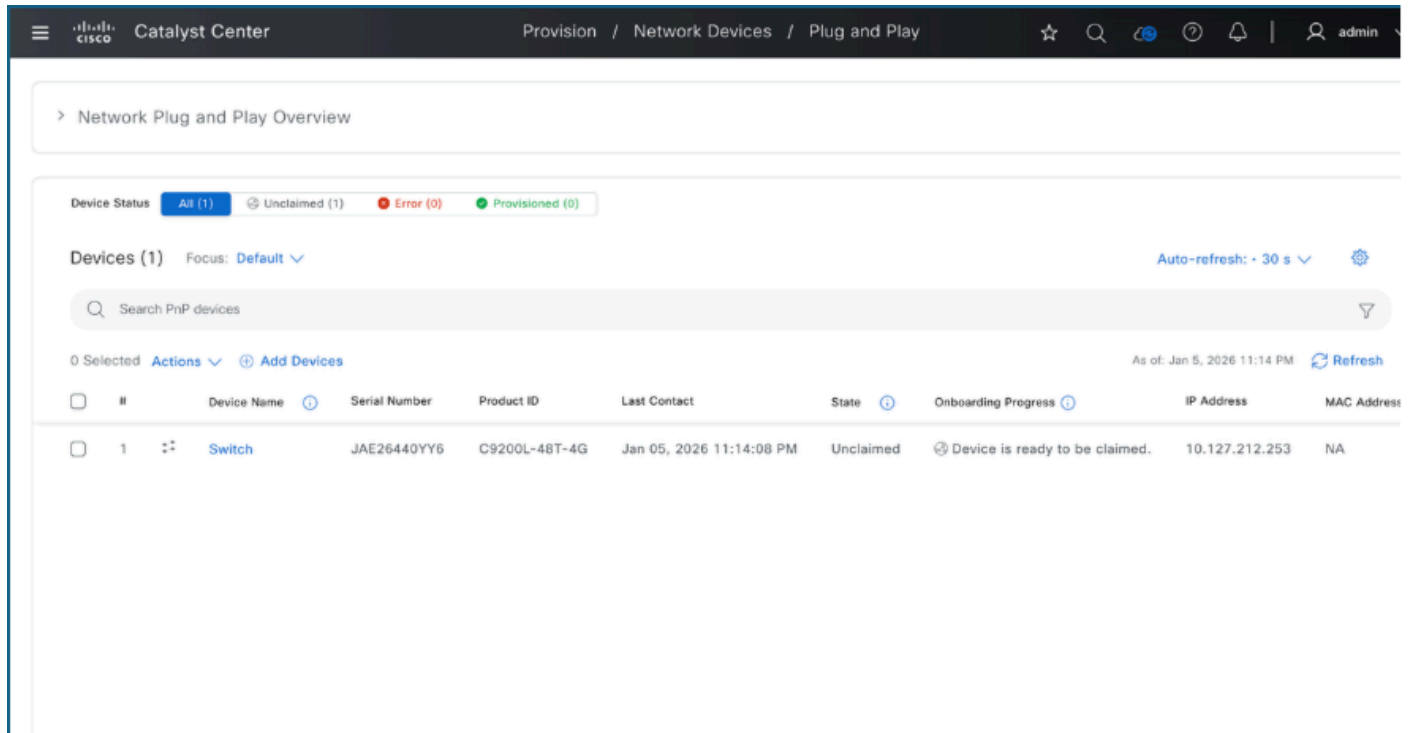 cisco Catalyst Center Provision / Network Devices / Plug and Play admin
Network Plug and Play Overview
Device Status All (1) Unclaimed (1) Error (0) Provisioned (0)
Devices (1) Focus: Default Auto-refresh: • 30 s
Search PnP devices
0 Selected Actions Add Devices As of: Jan 5, 2026 11:14 PM Refresh
# Device Name Serial Number Product ID Last Contact State Onboarding Progress IP Address MAC Address
1 Switch JAE26440YY6 C9200L-48T-4G Jan 05, 2026 11:14:08 PM Unclaimed Device is ready to be claimed. 10.127.212.253 NA